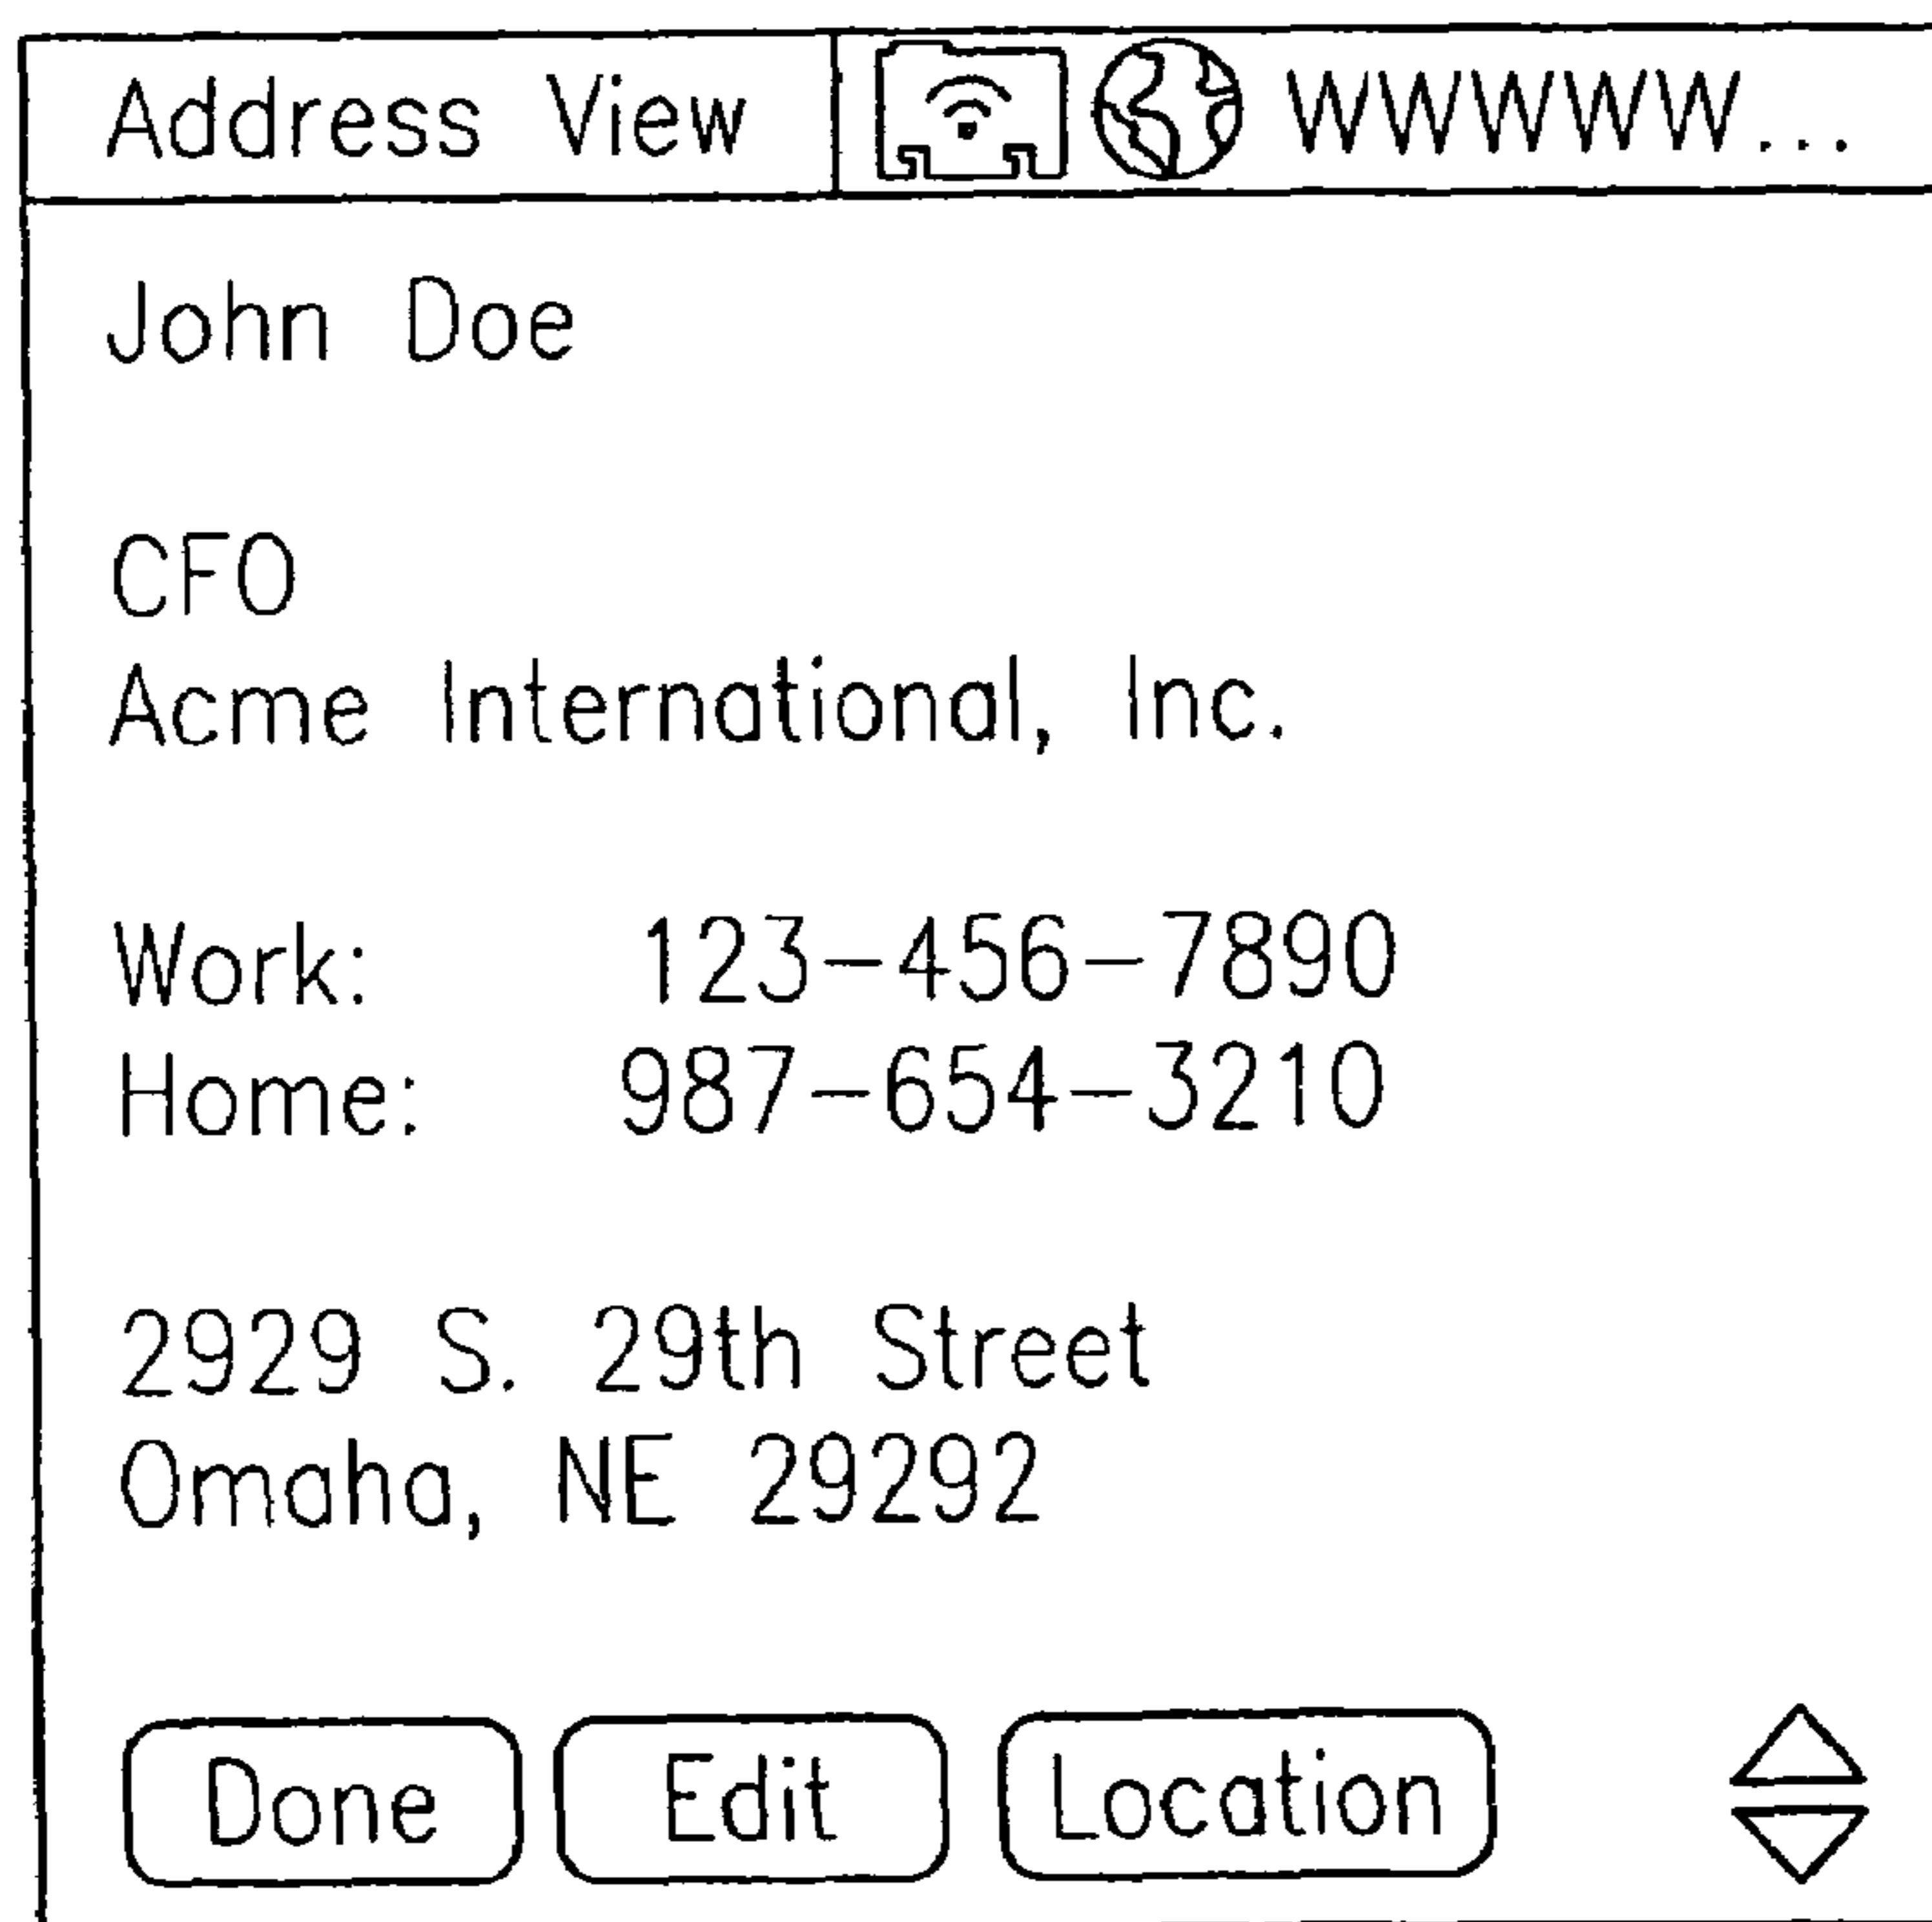 Address View WWWWW...
John Doe
CFO
Acme International, Inc.
Work: 123-456-7890
Home: 987-654-3210
2929 S. 29th Street
Omaha, NE 29292
Done Edit Location